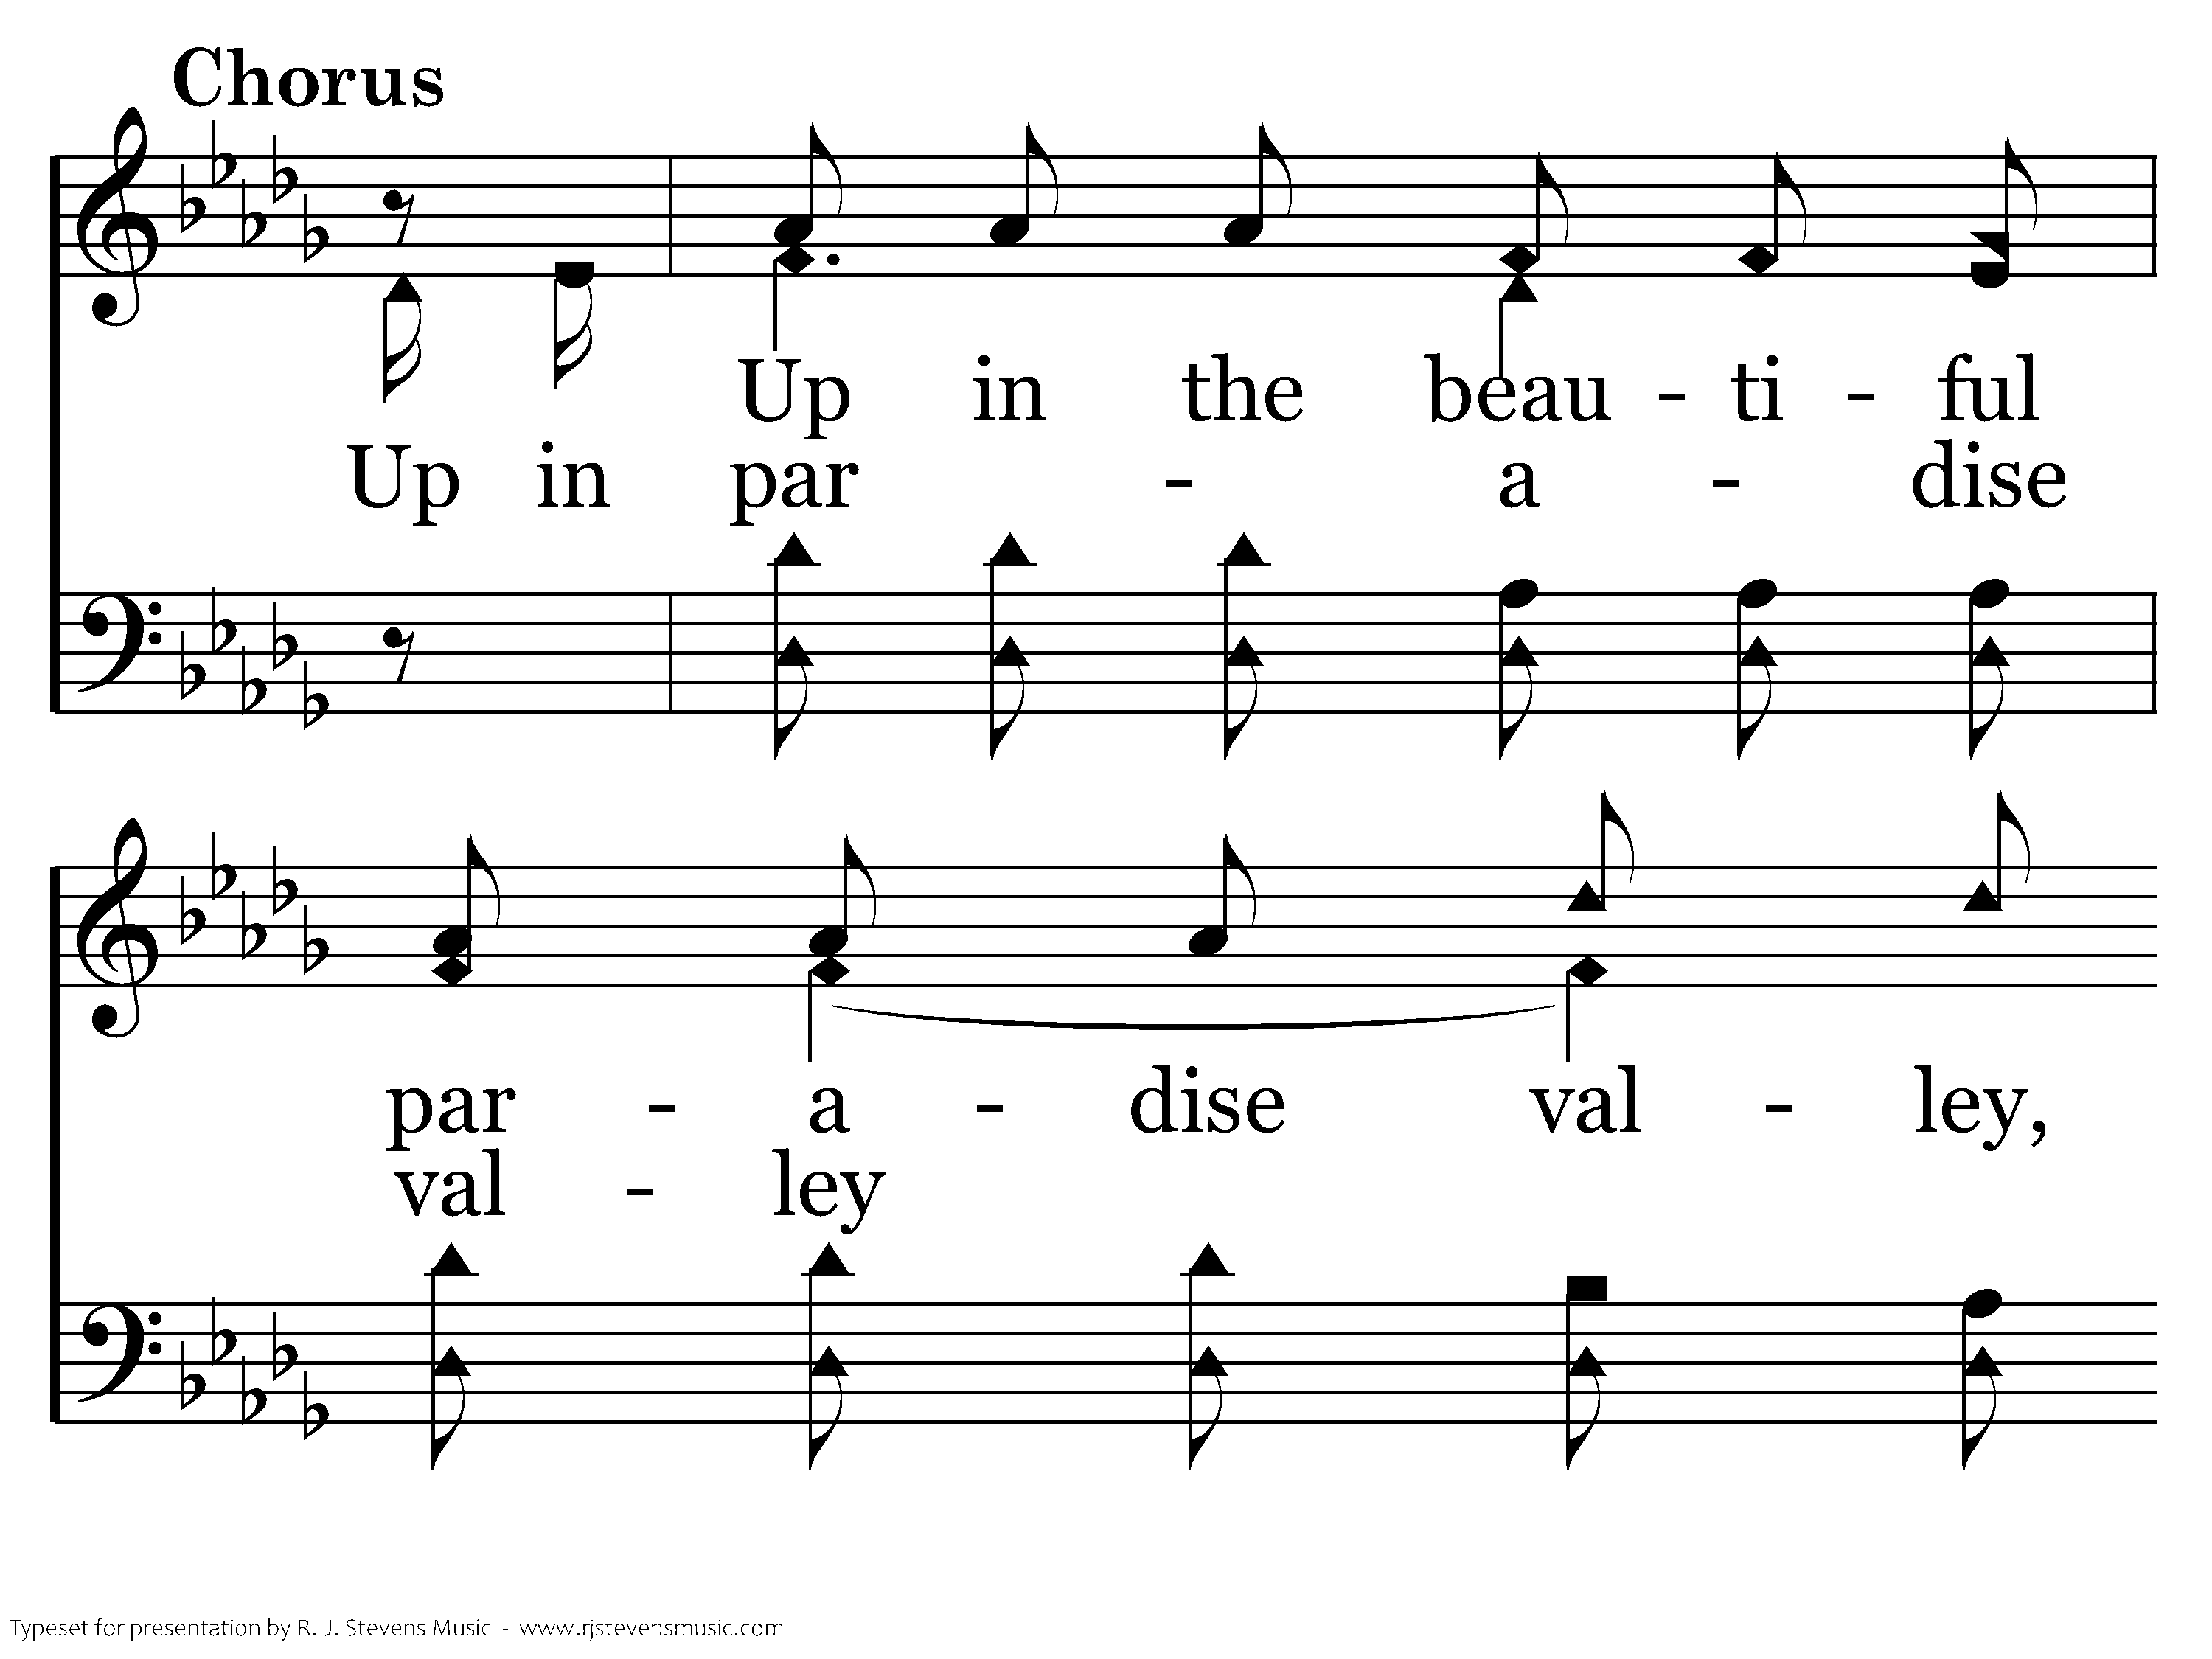 Chorus
Up in the beau - ti - ful
Up in par - a - dise
par - a - dise val - ley,
val - ley
Typeset for presentation by R. J. Stevens Music - www.rjstevensmusic.com